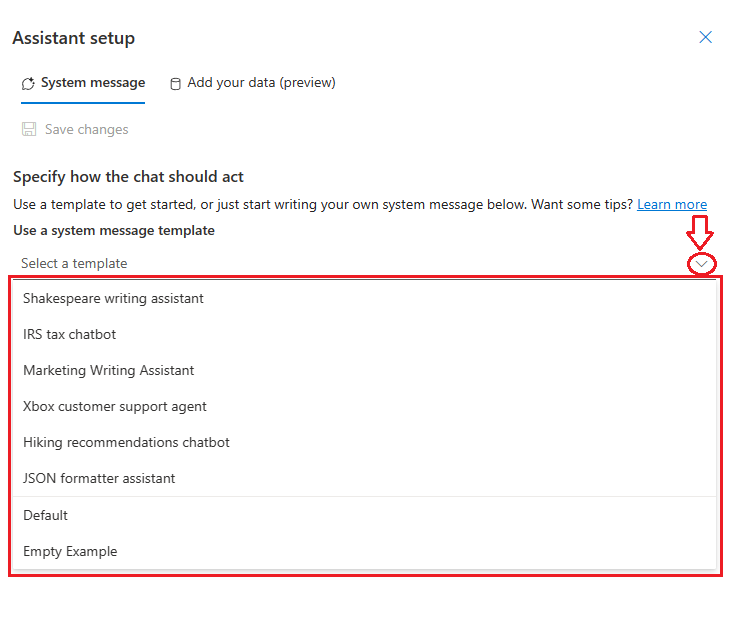 Assistant setup
System message
Add your data (preview)
Save changes
Specify how the chat should act
Use a template to get started, or just start writing your own system message below. Want some tips? Learn more
Use a system message template
Select a template
Shakespeare writing assistant
IRS tax chatbot
Marketing Writing Assistant
Xbox customer support agent
Hiking recommendations chatbot
JSON formatter assistant
Default
Empty Example